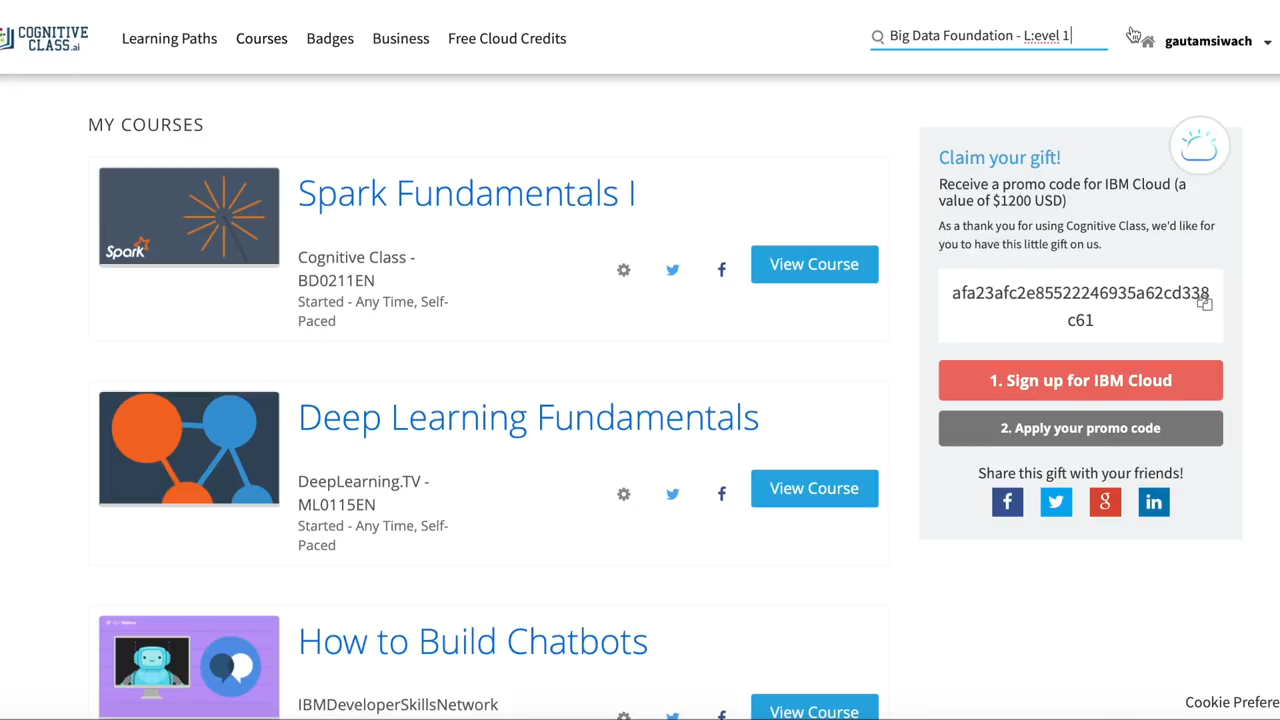 COGNITIVE
CLASS.ai
Learning Paths
Courses
Badges
Business
Free Cloud Credits
Big Data Foundation - L:evel 1
gautamsiwach
MY COURSES
Spark
Spark Fundamentals I
Cognitive Class -
BD0211EN
Started - Any Time, Self-
Paced
View Course
Deep Learning Fundamentals
DeepLearning.TV -
ML0115EN
Started - Any Time, Self-
Paced
View Course
How to Build Chatbots
IBMDeveloperSkillsNetwork
View Course
Claim your gift!
Receive a promo code for IBM Cloud (a
value of $1200 USD)
As a thank you for using Cognitive Class, we'd like for
you to have this little gift on us.
afa23afc2e85522246935a62cd338
c61
1. Sign up for IBM Cloud
2. Apply your promo code
Share this gift with your friends!
Cookie Prefere